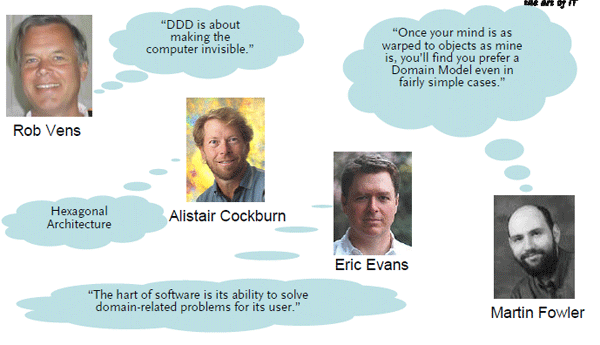 the art of IT
“DDD is about
making the
computer invisible.”
“Once your mind is as
warped to objects as mine
is, you’ll find you prefer a
Domain Model even in
fairly simple cases.”
Rob Vens
Hexagonal
Architecture
Alistair Cockburn
Eric Evans
“The hart of software is its ability to solve
domain-related problems for its user.”
Martin Fowler